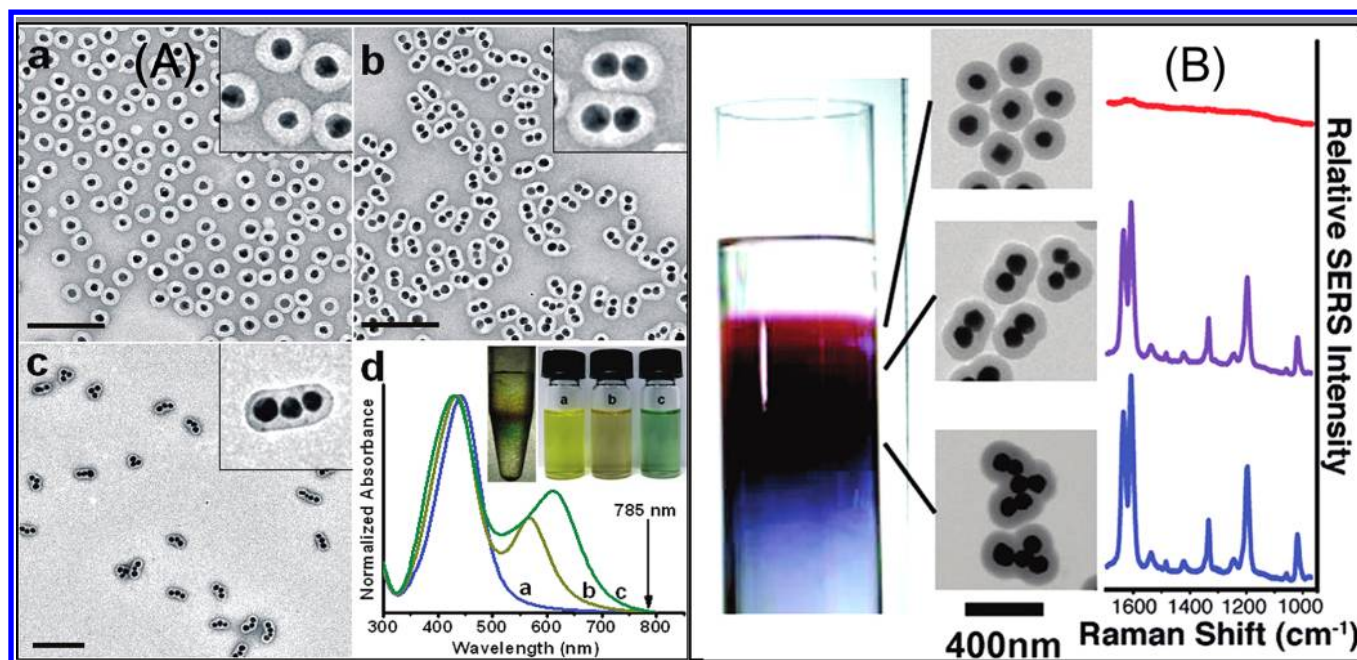 a
(A)
b
c
d
a
b
c
785 nm
a
b
c
Normalized Absorbance
300 400 500 600 700 800
Wavelength (nm)
(B)
Relative SERS Intensity
400nm
1600 1400 1200 1000
Raman Shift (cm⁻¹)